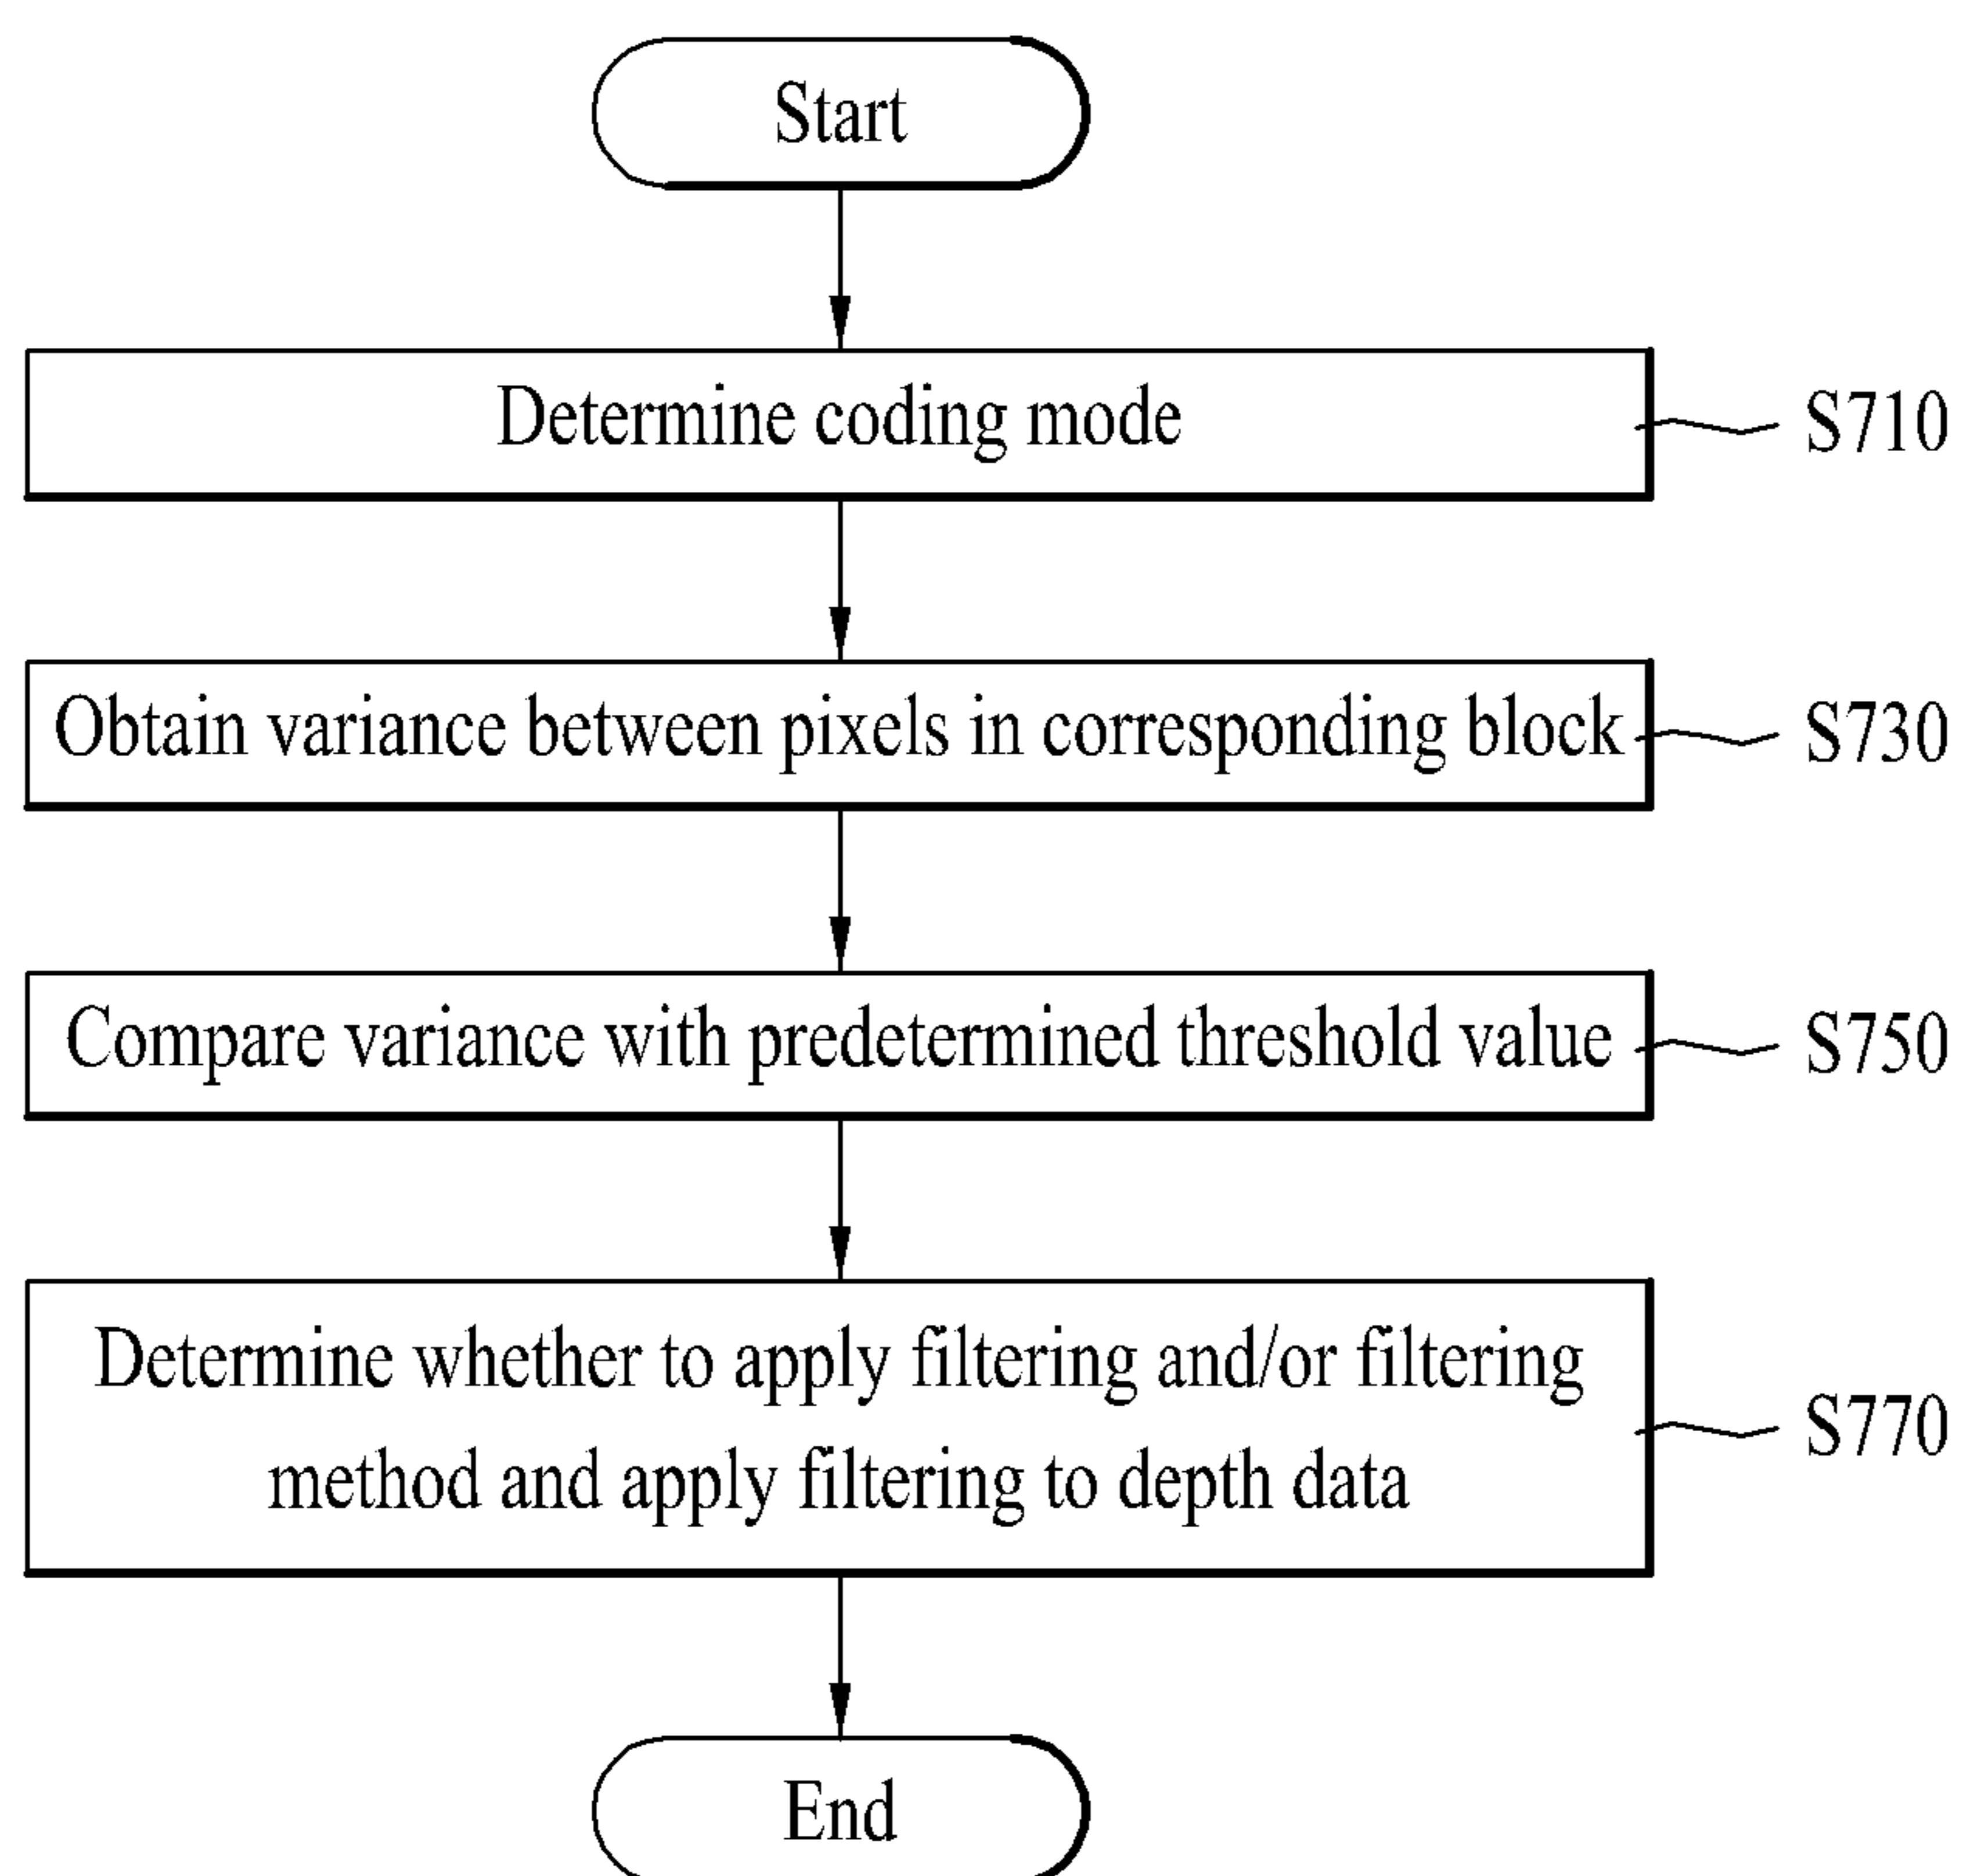 Start
Determine coding mode
S710
Obtain variance between pixels in corresponding block
S730
Compare variance with predetermined threshold value
S750
Determine whether to apply filtering and/or filtering
method and apply filtering to depth data
S770
End